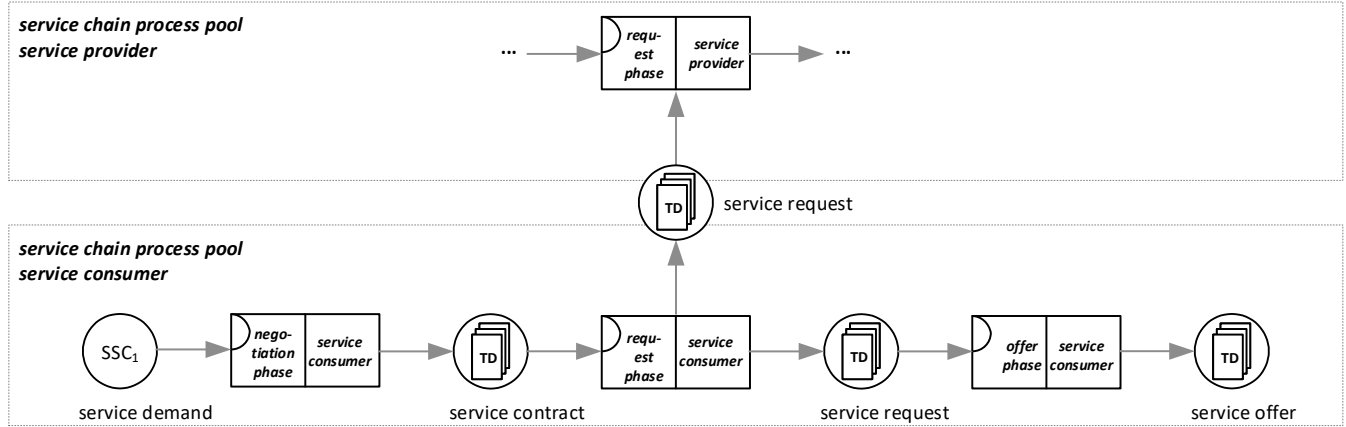 service chain process pool
service provider
...
requ-
est
phase
service
provider
...
TD
service request
service chain process pool
service consumer
SSC₁
service demand
nego-
tiation
phase
service
consumer
TD
service contract
requ-
est
phase
service
consumer
TD
service request
offer
phase
service
consumer
TD
service offer